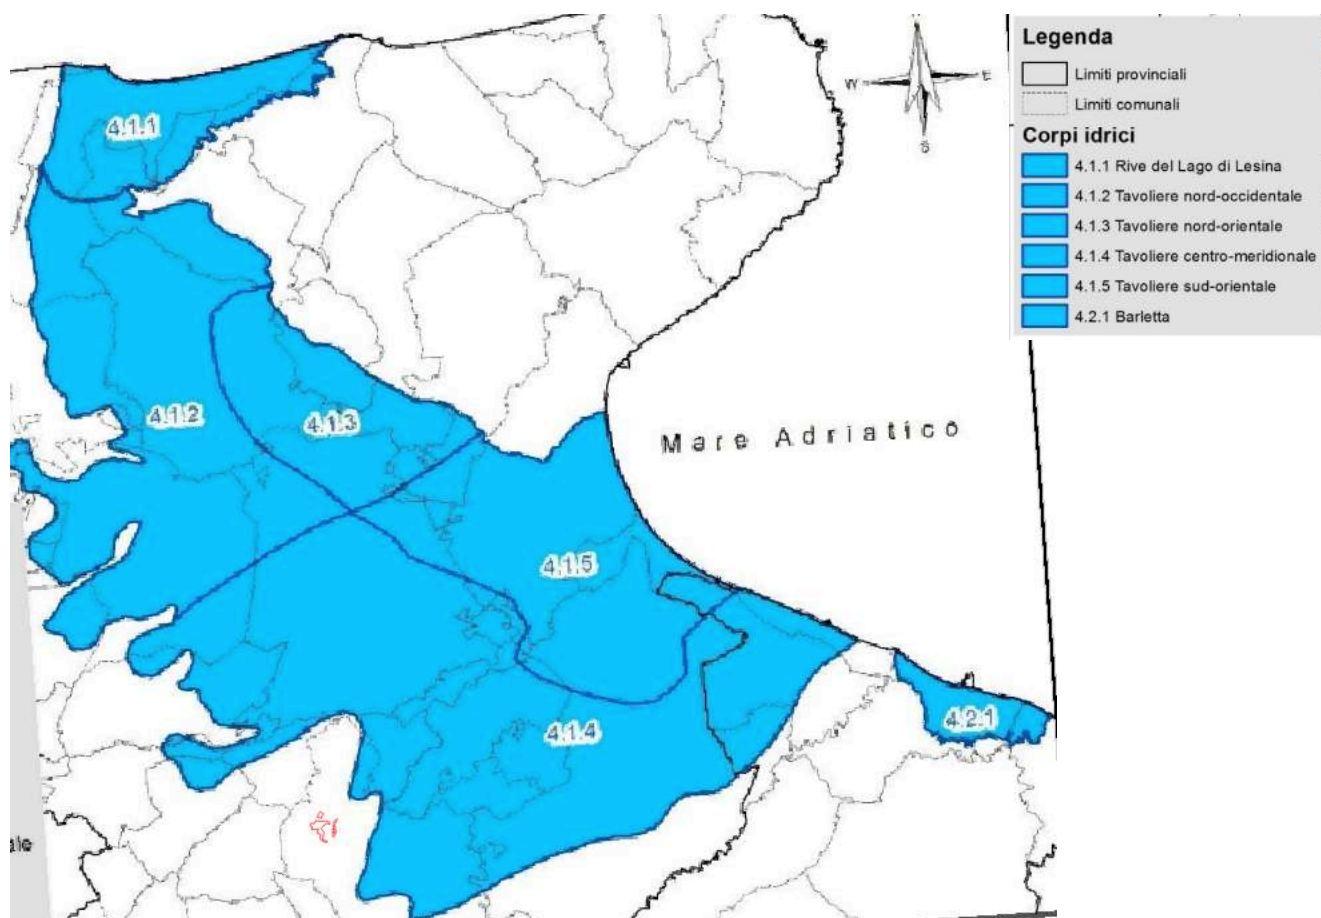 W E
S
Legenda
Limiti provinciali
Limiti comunali
Corpi idrici
4.1.1 Rive del Lago di Lesina
4.1.2 Tavoliere nord-occidentale
4.1.3 Tavoliere nord-orientale
4.1.4 Tavoliere centro-meridionale
4.1.5 Tavoliere sud-orientale
4.2.1 Barletta
4.1.1
4.1.2
4.1.3
Mare Adriatico
4.1.5
4.1.4
4.2.1
ale